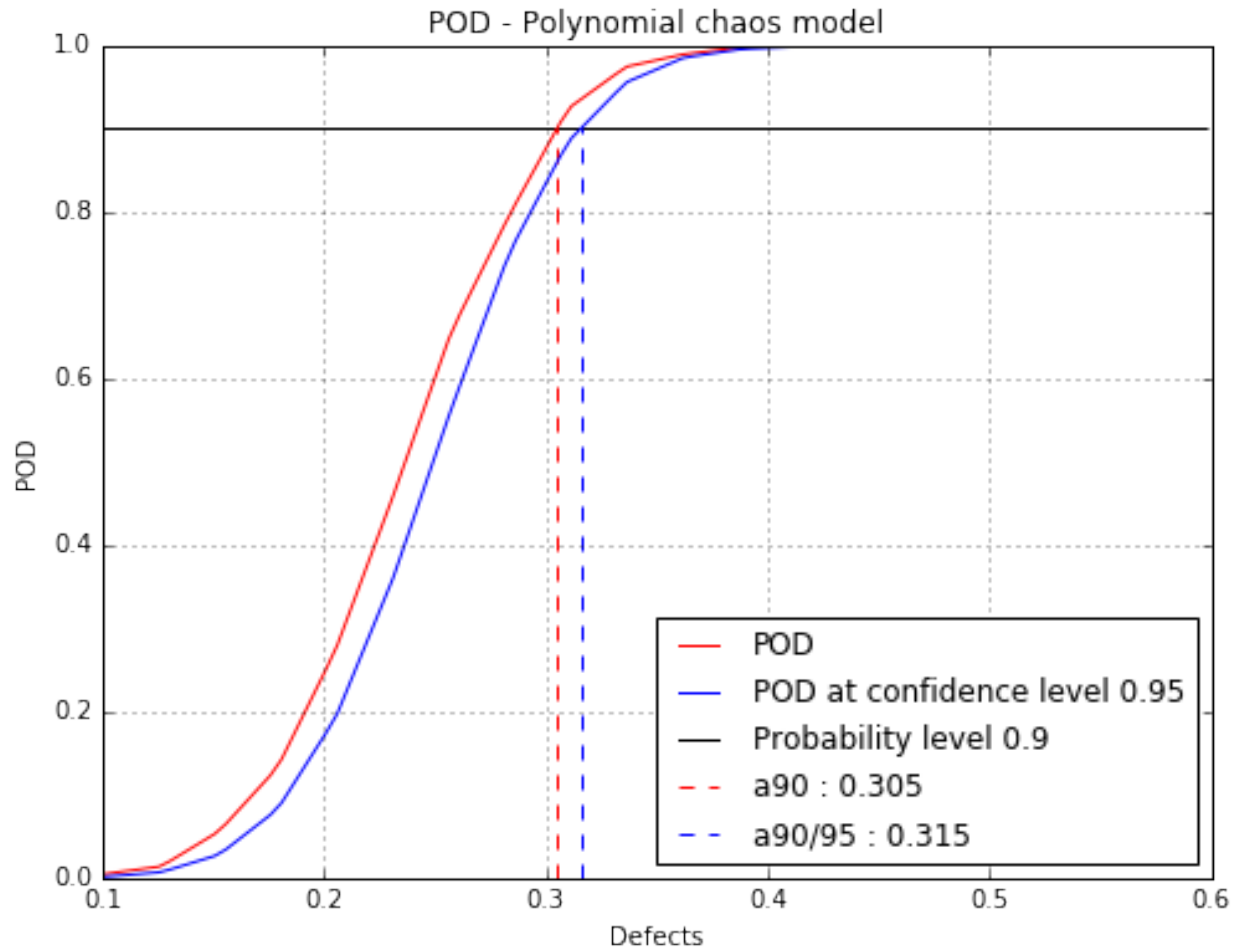 POD - Polynomial chaos model
1.0
0.8
0.6
0.4
0.2
0.0
POD
0.1
0.2
0.3
0.4
0.5
0.6
Defects
POD
POD at confidence level 0.95
Probability level 0.9
a90 : 0.305
a90/95 : 0.315